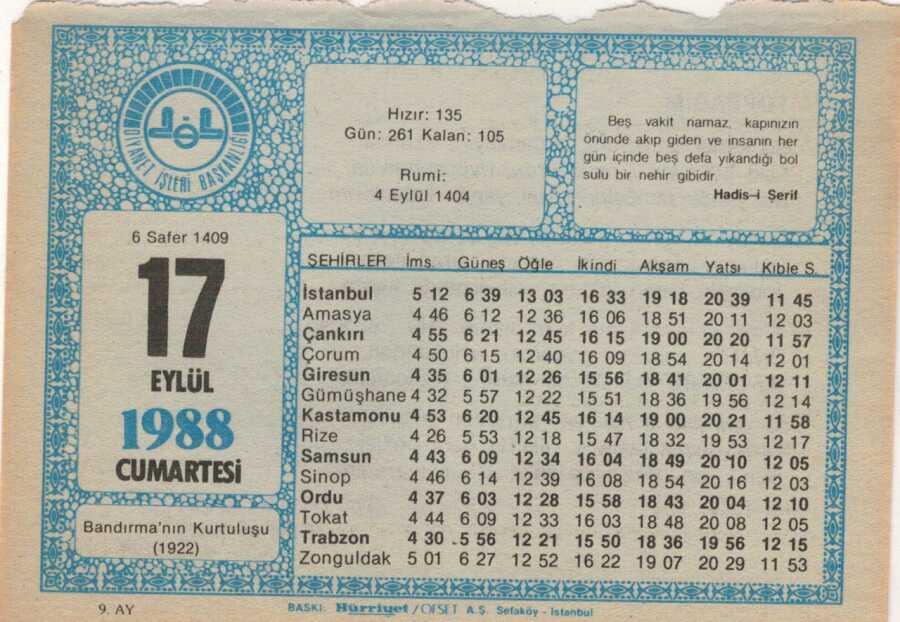 DİYANET İŞLERİ BAŞKANLIĞI
Hızır: 135
Gün: 261 Kalan: 105
Rumi:
4 Eylül 1404
Beş vakit namaz, kapınızın
önünde akıp giden ve insanın her
gün içinde beş defa yıkandığı bol
sulu bir nehir gibidir.
Hadis-i Şerif
6 Safer 1409
17
EYLÜL
1988
CUMARTESİ
Bandırma'nın Kurtuluşu
(1922)
ŞEHİRLER İms. Güneş Öğle İkindi Akşam Yatsı Kıble S.
İstanbul 5 12 6 39 13 03 16 33 19 18 20 39 11 45
Amasya 4 46 6 12 12 36 16 06 18 51 20 11 12 03
Çankırı 4 55 6 21 12 45 16 15 19 00 20 20 11 57
Çorum 4 50 6 15 12 40 16 09 18 54 20 14 12 01
Giresun 4 35 6 01 12 26 15 56 18 41 20 01 12 11
Gümüşhane 4 32 5 57 12 22 15 51 18 36 19 56 12 14
Kastamonu 4 53 6 20 12 45 16 14 19 00 20 21 11 58
Rize 4 26 5 53 12 18 15 47 18 32 19 53 12 17
Samsun 4 43 6 09 12 34 16 04 18 49 20 10 12 05
Sinop 4 46 6 14 12 39 16 08 18 54 20 16 12 03
Ordu 4 37 6 03 12 28 15 58 18 43 20 04 12 10
Tokat 4 44 6 09 12 33 16 03 18 48 20 08 12 05
Trabzon 4 30 5 56 12 21 15 50 18 36 19 56 12 15
Zonguldak 5 01 6 27 12 52 16 22 19 07 20 29 11 53
9. AY
BASKI: Hürriyet / OFSET A.Ş. Sefaköy - İstanbul